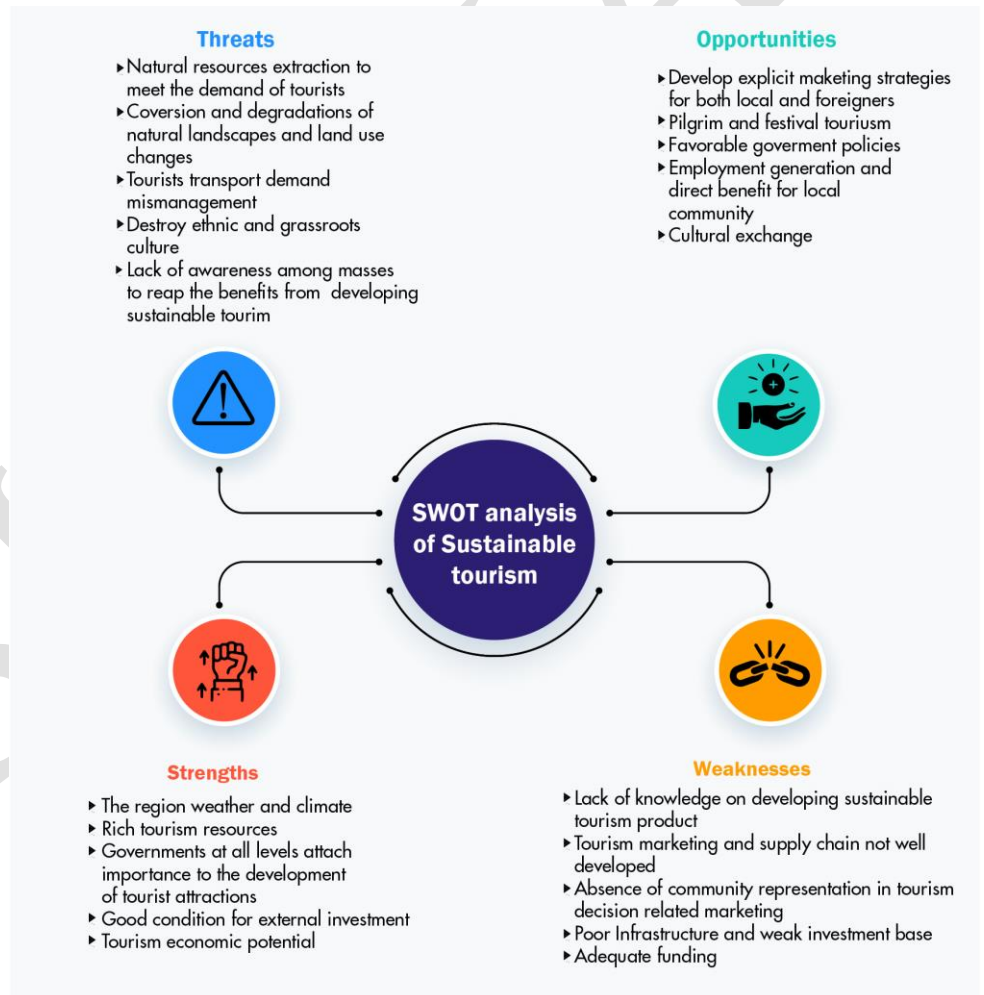 Threats
▸Natural resources extraction to
meet the demand of tourists
▸Coversion and degradations of
natural landscapes and land use
changes
▸Tourists transport demand
mismanagement
▸Destroy ethnic and grassroots
culture
▸Lack of awareness among masses
to reap the benefits from developing
sustainable tourim
Opportunities
▸Develop explicit maketing strategies
for both local and foreigners
▸Pilgrim and festival touriusm
▸Favorable goverment policies
▸Employment generation and
direct benefit for local
community
▸Cultural exchange
SWOT analysis
of Sustainable
tourism
Strengths
▸The region weather and climate
▸Rich tourism resources
▸Governments at all levels attach
importance to the development
of tourist attractions
▸Good condition for external investment
▸Tourism economic potential
Weaknesses
▸Lack of knowledge on developing sustainable
tourism product
▸Tourism marketing and supply chain not well
developed
▸Absence of community representation in tourism
decision related marketing
▸Poor Infrastructure and weak investment base
▸Adequate funding